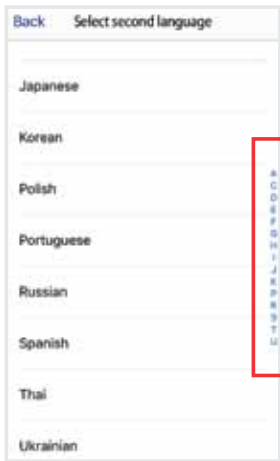 Back Select second language
Japanese
Korean
Polish
Portuguese
Russian
Spanish
Thai
Ukrainian
A
C
D
E
F
G
H
I
J
K
P
R
S
T
U